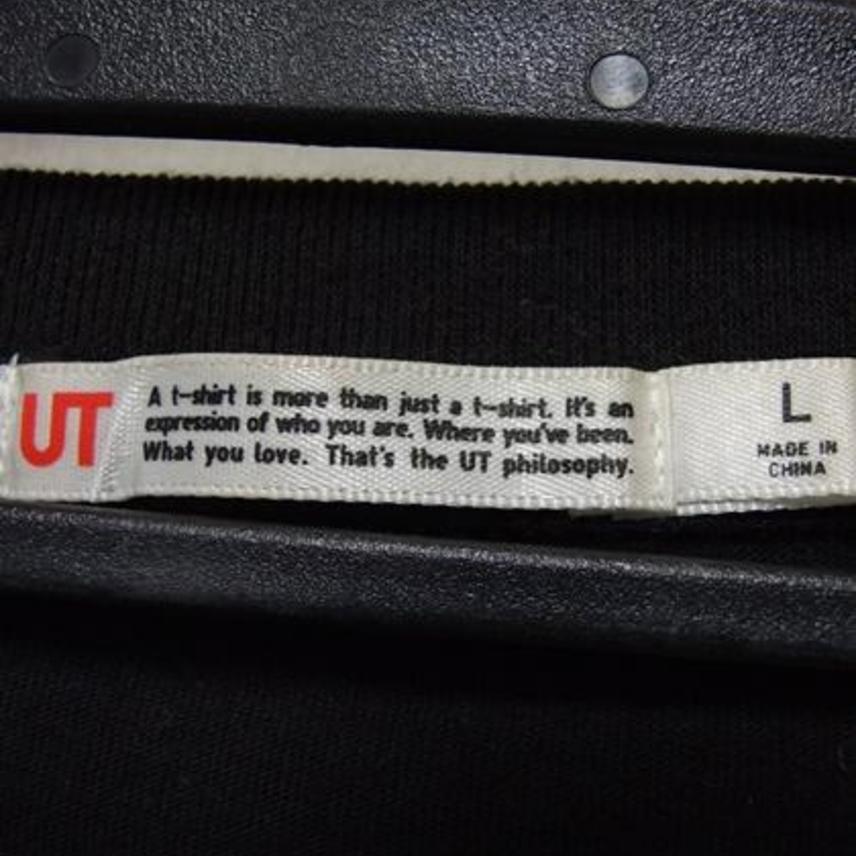 UT
A t-shirt is more than just a t-shirt. It's an
expression of who you are. Where you've been.
What you love. That's the UT philosophy.
L
MADE IN
CHINA